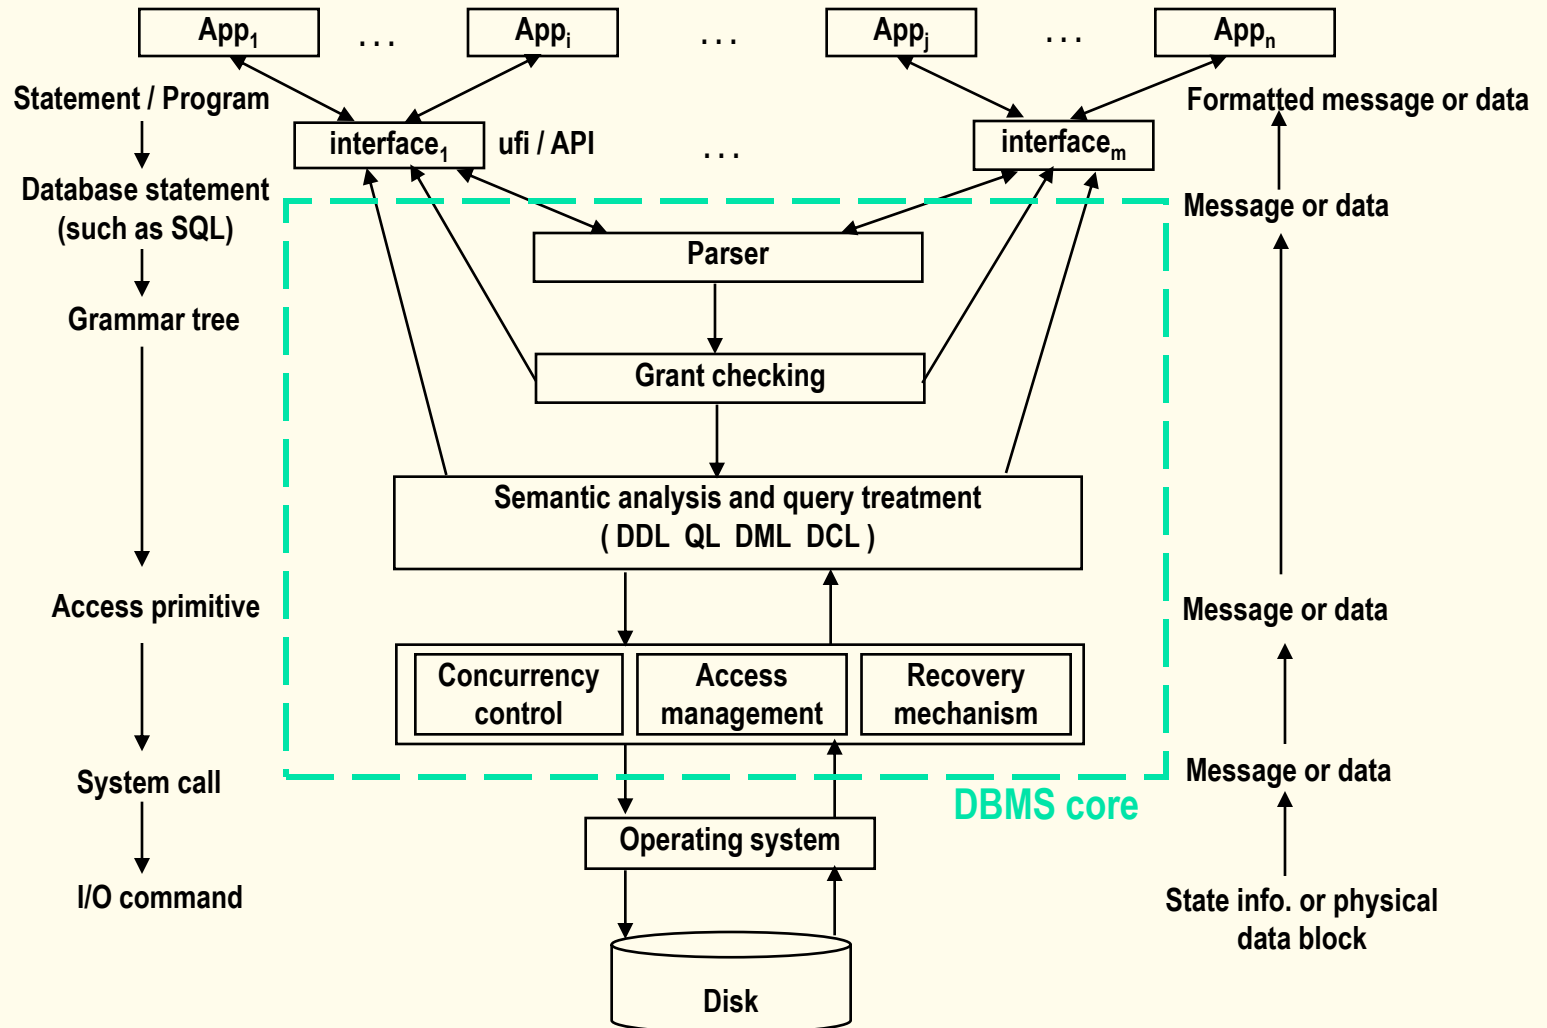 App1 ... Appi ... Appj ... Appn
Statement / Program
Formatted message or data
interface1 ufi / API ... interfacem
Database statement
(such as SQL)
Message or data
Parser
Grammar tree
Grant checking
Semantic analysis and query treatment
( DDL QL DML DCL )
Access primitive
Message or data
Concurrency
control
Access
management
Recovery
mechanism
System call
Message or data
DBMS core
Operating system
I/O command
State info. or physical
data block
Disk